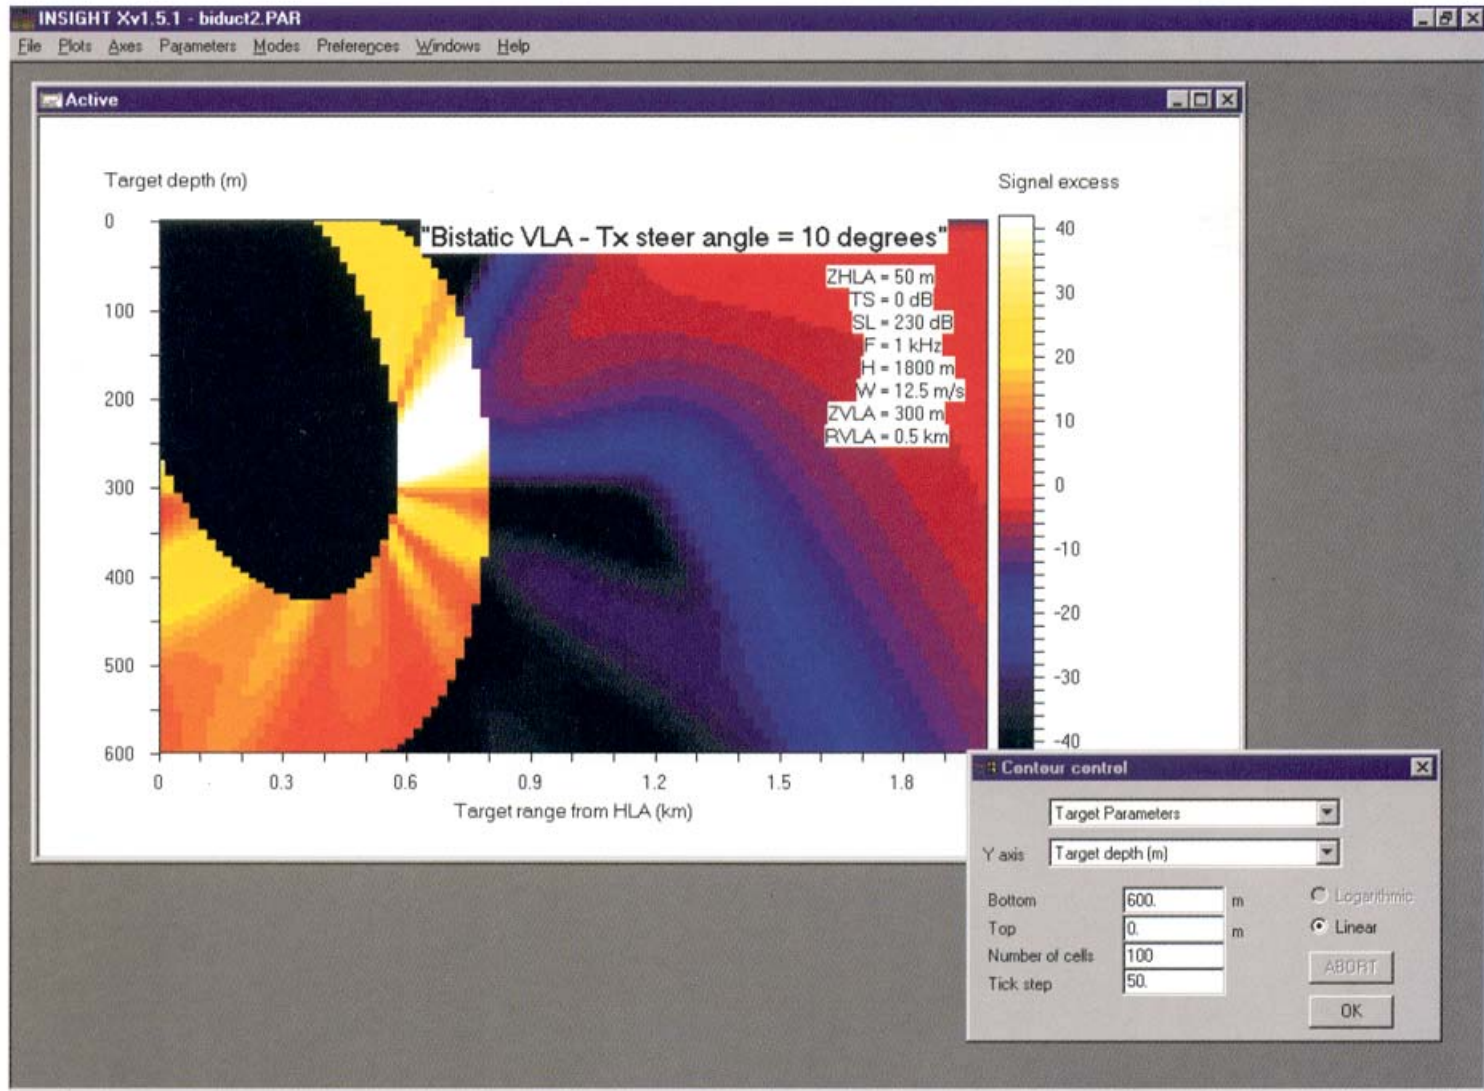 INSIGHT Xv1.5.1 - biduct2.PAR
File Plots Axes Parameters Modes Preferences Windows Help
Active
Target depth (m)
Signal excess
"Bistatic VLA - Tx steer angle = 10 degrees"
ZHLA = 50 m
TS = 0 dB
SL = 230 dB
F = 1 kHz
H = 1800 m
W = 12.5 m/s
ZVLA = 300 m
RVLA = 0.5 km
0
100
200
300
400
500
600
0 0.3 0.6 0.9 1.2 1.5 1.8
Target range from HLA (km)
40
30
20
10
0
-10
-20
-30
-40
Contour control
Target Parameters
Y axis Target depth (m)
Bottom 600. m
Top 0. m
Number of cells 100
Tick step 50.
Logarithmic
Linear
ABORT
OK